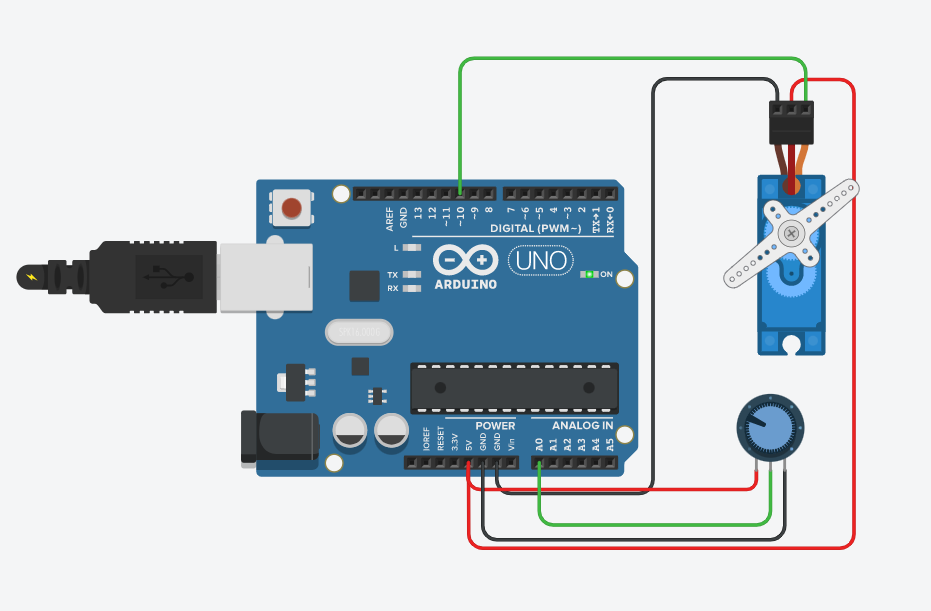 AREF
GND
13
12
~11
~10
~9
8
7
~6
~5
4
~3
2
TX→1
RX←0
DIGITAL (PWM~)
L
TX
RX
ARDUINO
UNO
ON
POWER
ANALOG IN
IOREF
RESET
3.3V
5V
GND
GND
Vin
A0
A1
A2
A3
A4
A5